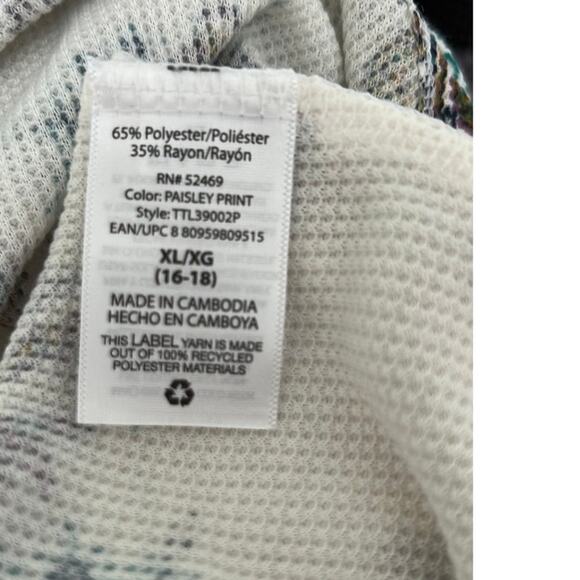 65% Polyester/Poliéster
35% Rayon/Rayón
RN# 52469
Color: PAISLEY PRINT
Style: TTL39002P
EAN/UPC 8 80959809515
XL/XG
(16-18)
MADE IN CAMBODIA
HECHO EN CAMBOYA
THIS LABEL YARN IS MADE
OUT OF 100% RECYCLED
POLYESTER MATERIALS